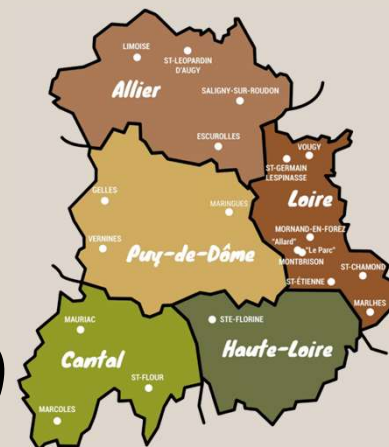 LIMOISE
ST-LEOPARDIN
D'AUGY
Allier
SALIGNY-SUR-ROUDON
ESCUROLLES
VOUGY
ST-GERMAIN
LESPINASSE
Loire
GELLES
MARINGUES
MORNAND-EN-FOREZ
"Allard"
"Le Parc"
MONTBRISON
VERNINES
Puy-de-Dôme
ST-CHAMOND
ST-ÉTIENNE
MARLHES
MAURIAC
STE-FLORINE
Cantal
Haute-Loire
ST-FLOUR
MARCOLES